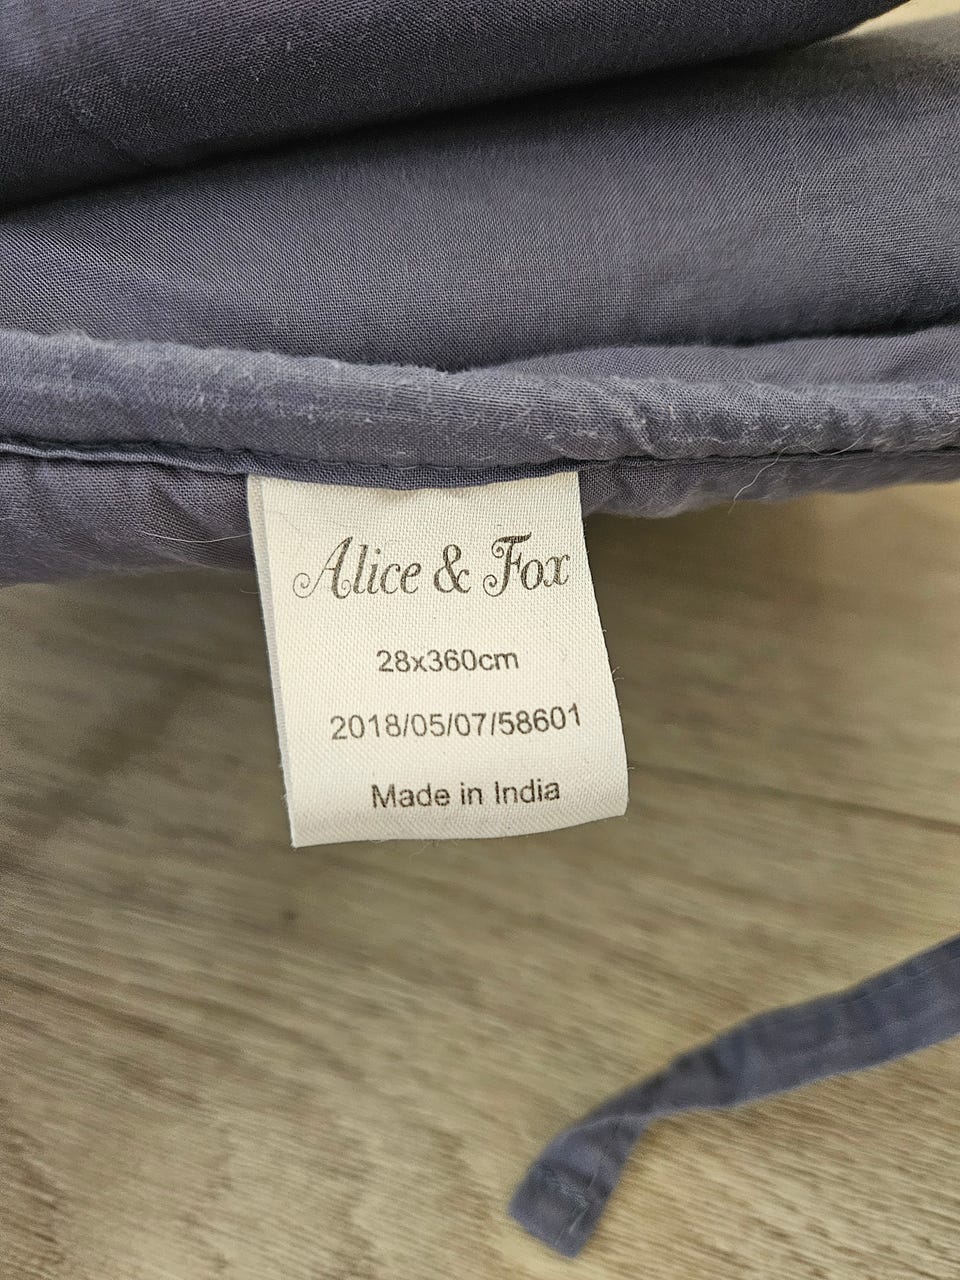 Alice & Fox
28x360cm
2018/05/07/58601
Made in India